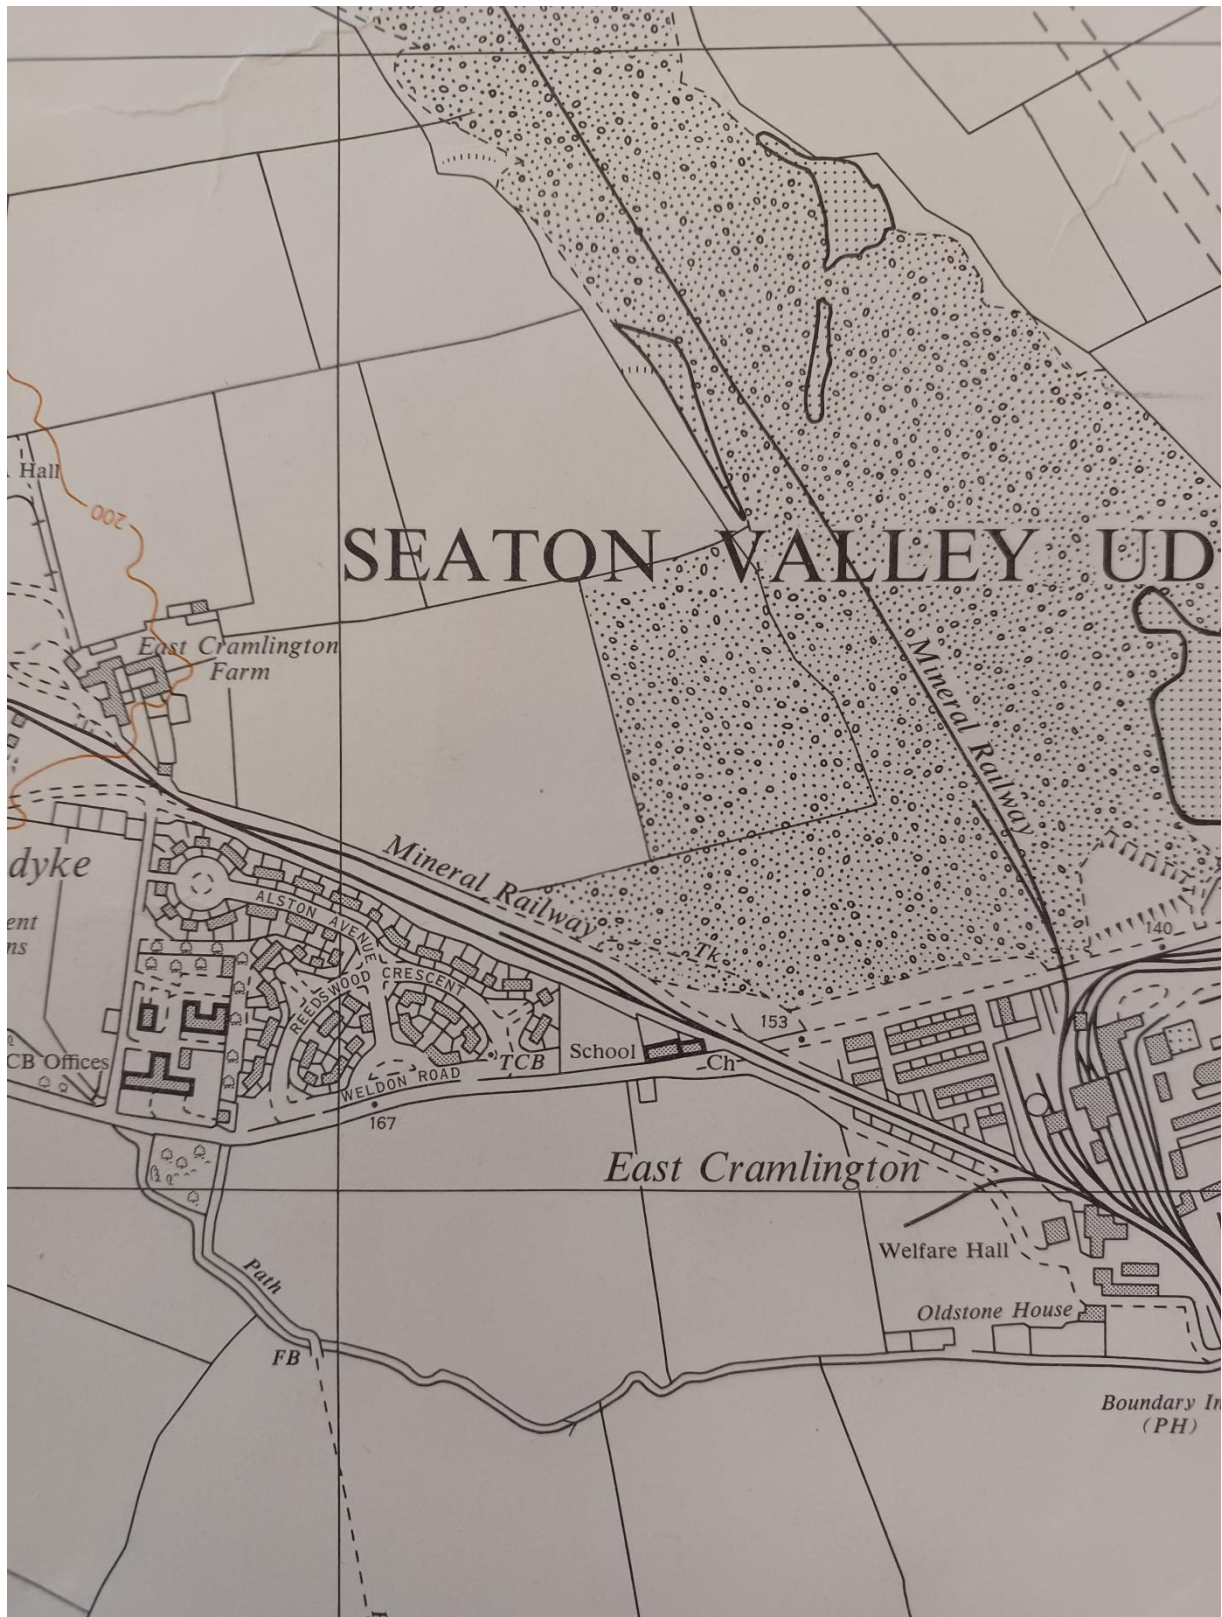 Hall
200
SEATON VALLEY UD
East Cramlington
Farm
Mineral Railway
dyke
Mineral Railway
ALSTON AVENUE
ent
ns
Tk
140
REEDSWOOD CRESCENT
153
CB Offices
TCB
School
Ch
WELDON ROAD
167
East Cramlington
Path
Welfare Hall
Oldstone House
FB
Boundary In
(PH)